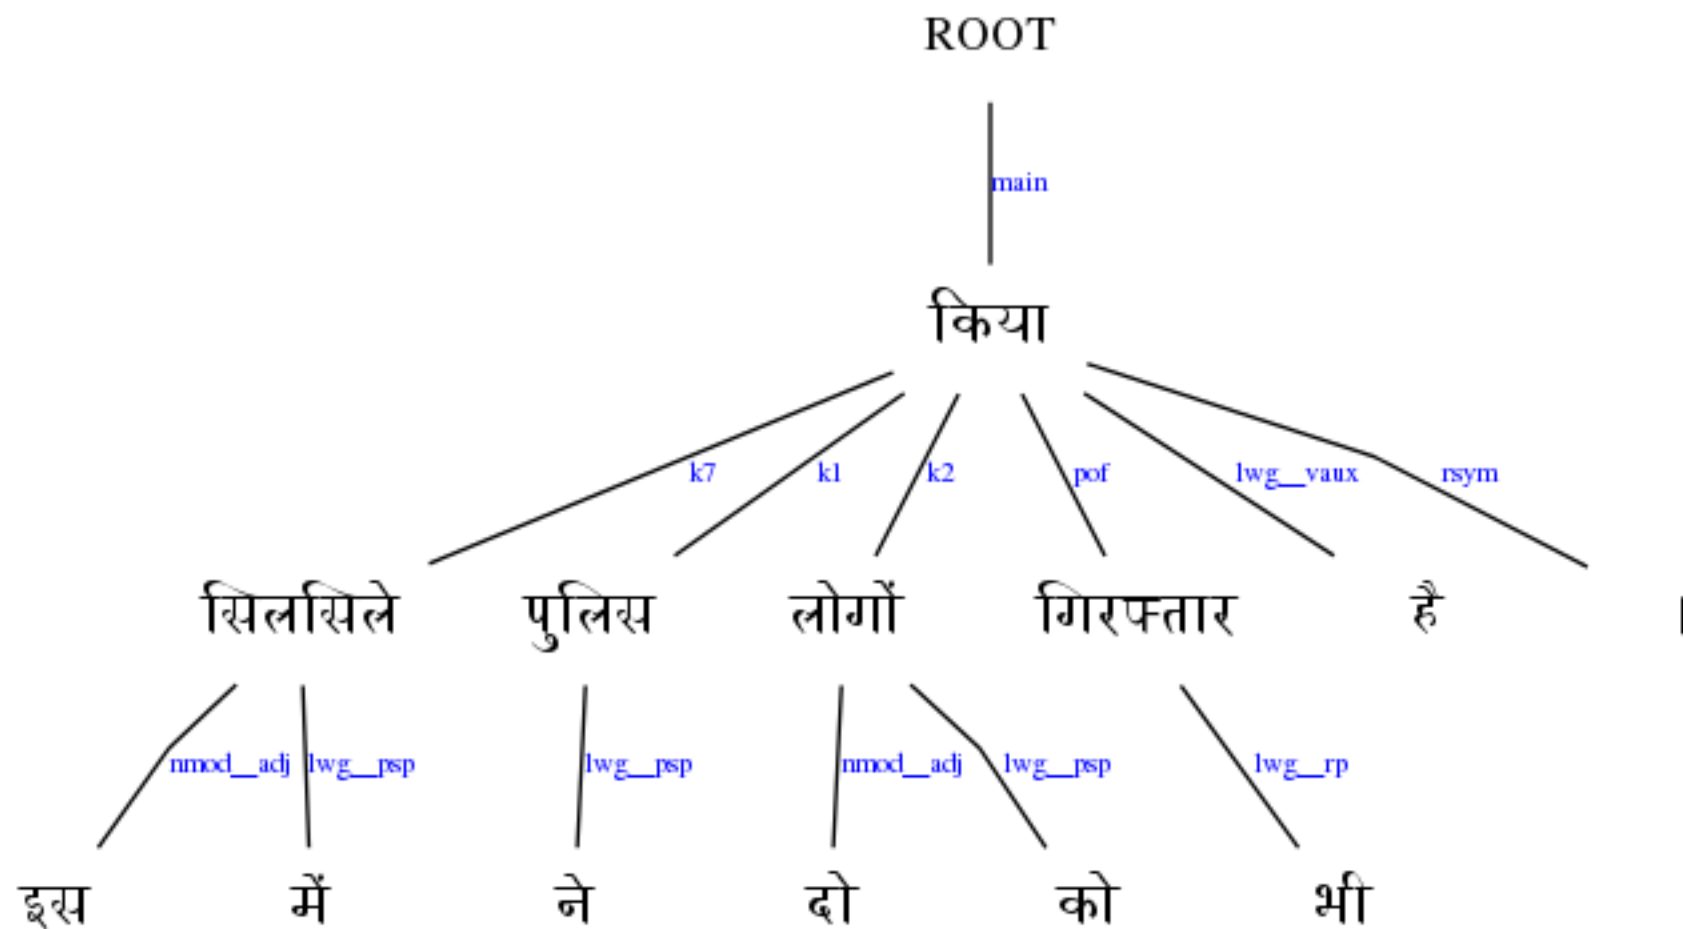 ROOT
main
किया
k7 k1 k2 pof lwg__vaux rsym
सिलसिले पुलिस लोगों गिरफ्तार है
nmod__adj lwg__psp lwg__psp nmod__adj lwg__psp lwg__rp
इस में ने दो को भी